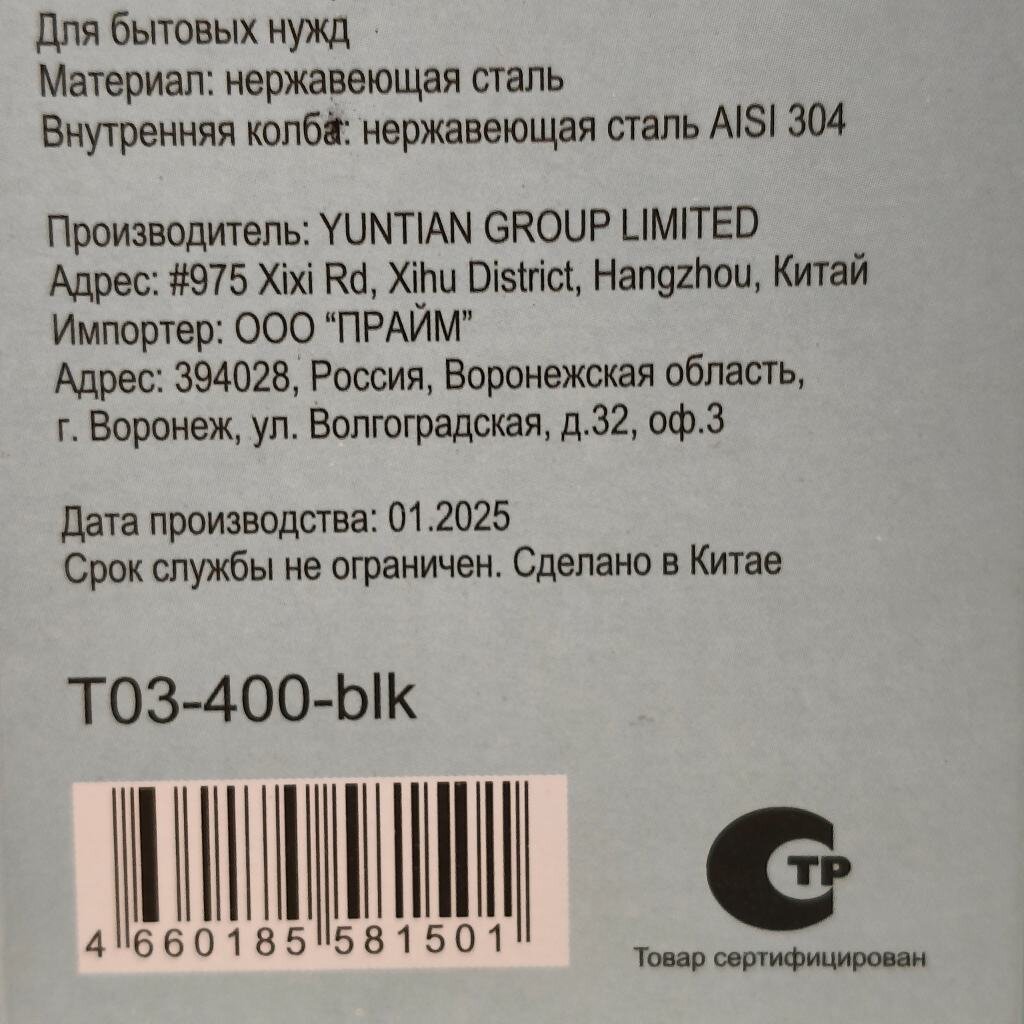 Для бытовых нужд
Материал: нержавеющая сталь
Внутренняя колба: нержавеющая сталь AISI 304
Производитель: YUNTIAN GROUP LIMITED
Адрес: #975 Xixi Rd, Xihu District, Hangzhou, Китай
Импортер: ООО “ПРАЙМ”
Адрес: 394028, Россия, Воронежская область,
г. Воронеж, ул. Волгоградская, д.32, оф.3
Дата производства: 01.2025
Срок службы не ограничен. Сделано в Китае
T03-400-blk
4 660185 581501
СТР
Товар сертифицирован